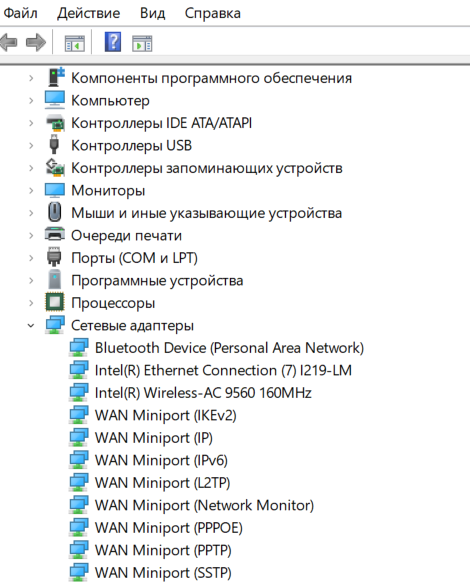 Файл Действие Вид Справка
Компоненты программного обеспечения
Компьютер
Контроллеры IDE ATA/ATAPI
Контроллеры USB
Контроллеры запоминающих устройств
Мониторы
Мыши и иные указывающие устройства
Очереди печати
Порты (COM и LPT)
Программные устройства
Процессоры
Сетевые адаптеры
Bluetooth Device (Personal Area Network)
Intel(R) Ethernet Connection (7) I219-LM
Intel(R) Wireless-AC 9560 160MHz
WAN Miniport (IKEv2)
WAN Miniport (IP)
WAN Miniport (IPv6)
WAN Miniport (L2TP)
WAN Miniport (Network Monitor)
WAN Miniport (PPPOE)
WAN Miniport (PPTP)
WAN Miniport (SSTP)